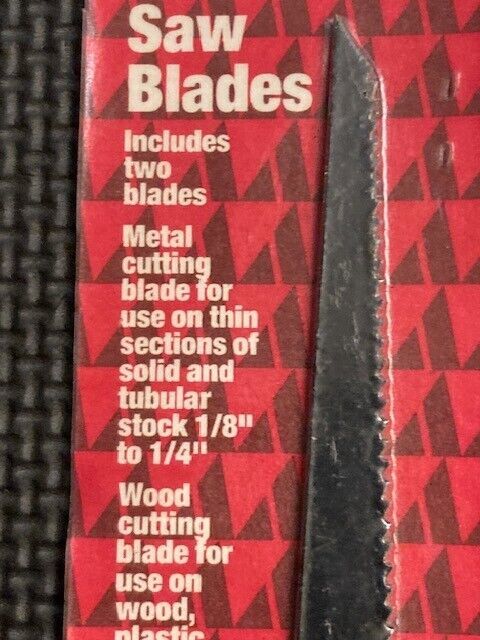 Saw
Blades
Includes
two
blades
Metal
cutting
blade for
use on thin
sections of
solid and
tubular
stock 1/8"
to 1/4"
Wood
cutting
blade for
use on
wood,
plastic